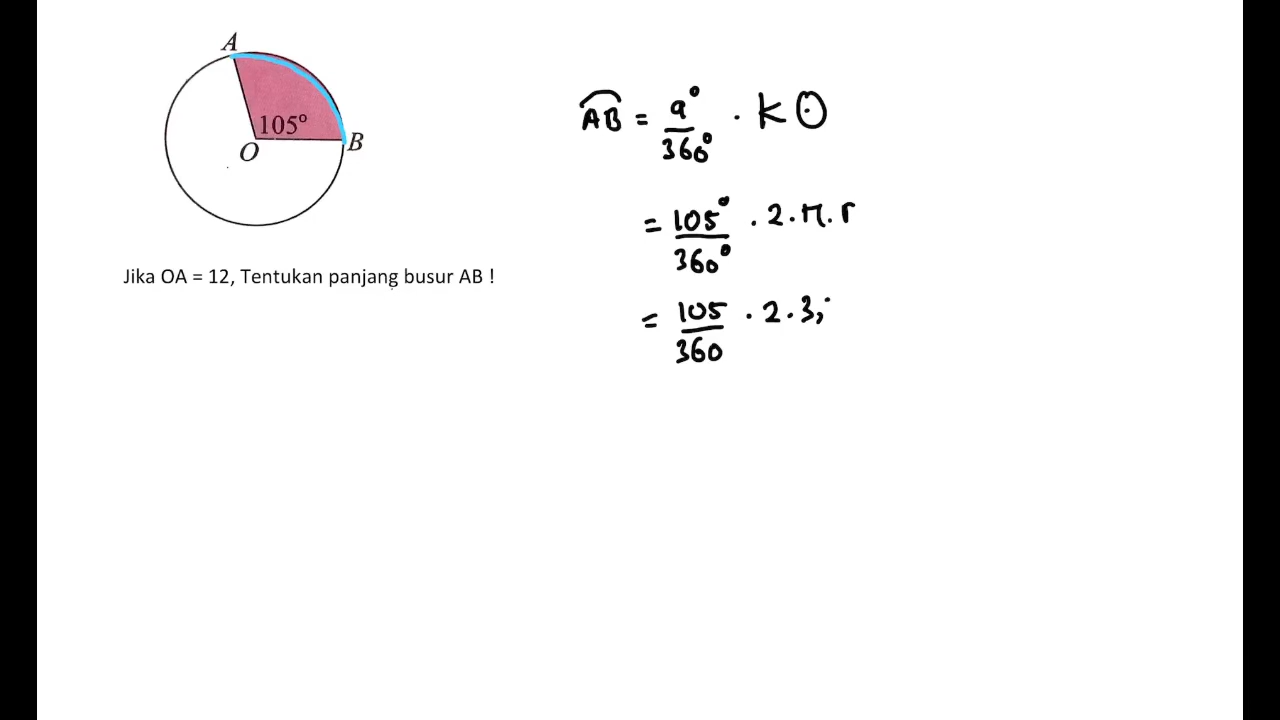 A
105°
O
B
Jika OA = 12, Tentukan panjang busur AB !
AB = a°/360° . K ⊙
= 105°/360° . 2 . π . r
= 105/360 . 2 . 3,